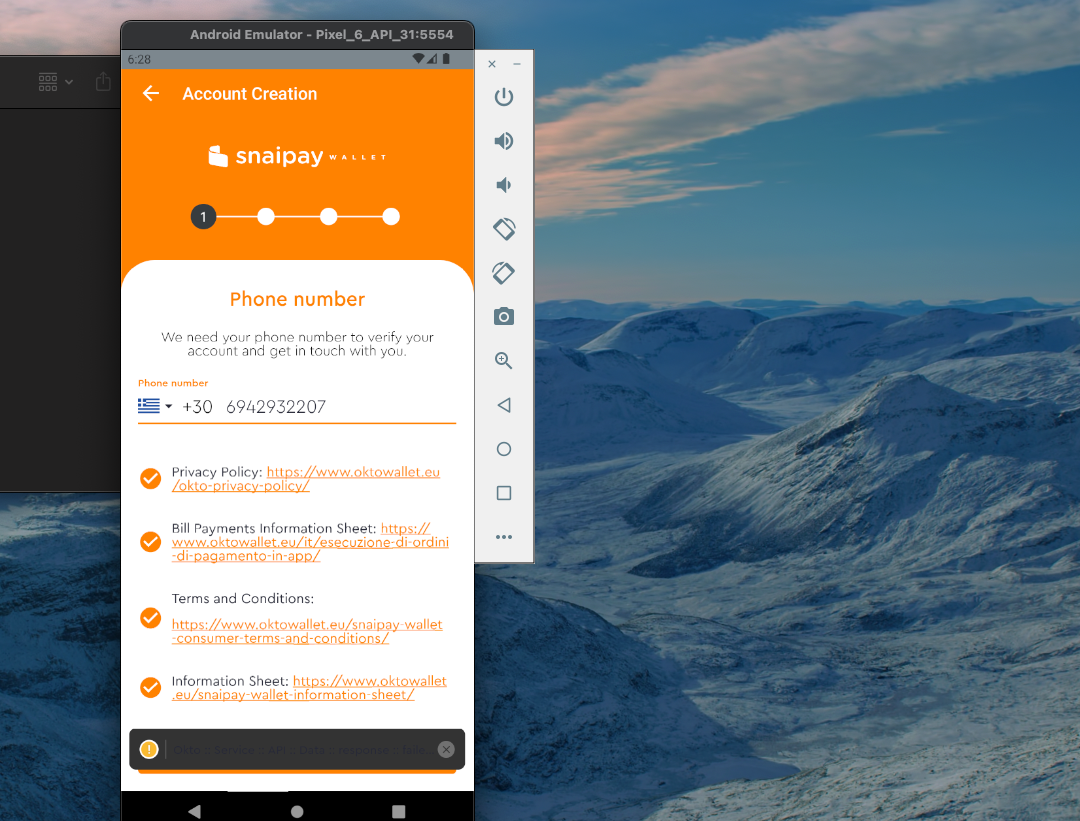 Android Emulator - Pixel_6_API_31:5554
6:28
Account Creation
snaipay WALLET
1
Phone number
We need your phone number to verify your
account and get in touch with you.
Phone number
+30 6942932207
Privacy Policy: https://www.oktowallet.eu
/okto-privacy-policy/
Bill Payments Information Sheet: https://
www.oktowallet.eu/it/esecuzione-di-ordini
-di-pagamento-in-app/
Terms and Conditions:
https://www.oktowallet.eu/snaipay-wallet
-consumer-terms-and-conditions/
Information Sheet: https://www.oktowallet
.eu/snaipay-wallet-information-sheet/